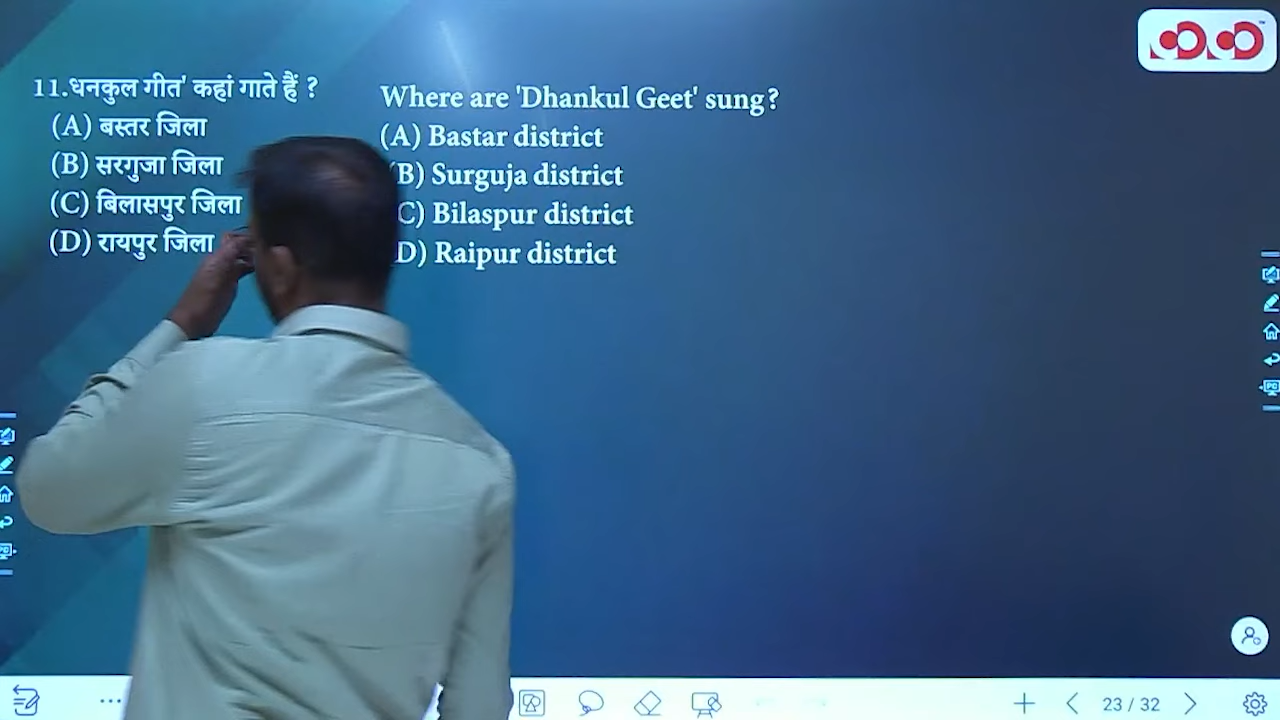 11.धनकुल गीत' कहां गाते हैं ?
(A) बस्तर जिला
(B) सरगुजा जिला
(C) बिलासपुर जिला
(D) रायपुर जिला
Where are 'Dhankul Geet' sung?
(A) Bastar district
B) Surguja district
C) Bilaspur district
D) Raipur district
23 / 32